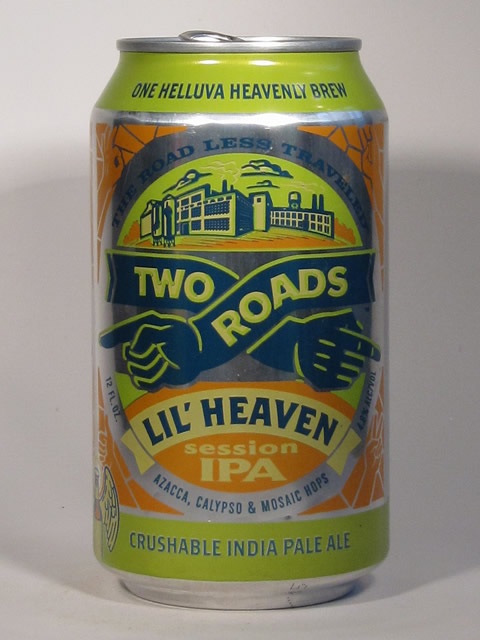 ONE HELLUVA HEAVENLY BREW
THE ROAD LESS TRAVELED
TWO ROADS
12 FL. OZ.
LIL' HEAVEN
session
IPA
AZACCA, CALYPSO & MOSAIC HOPS
CRUSHABLE INDIA PALE ALE